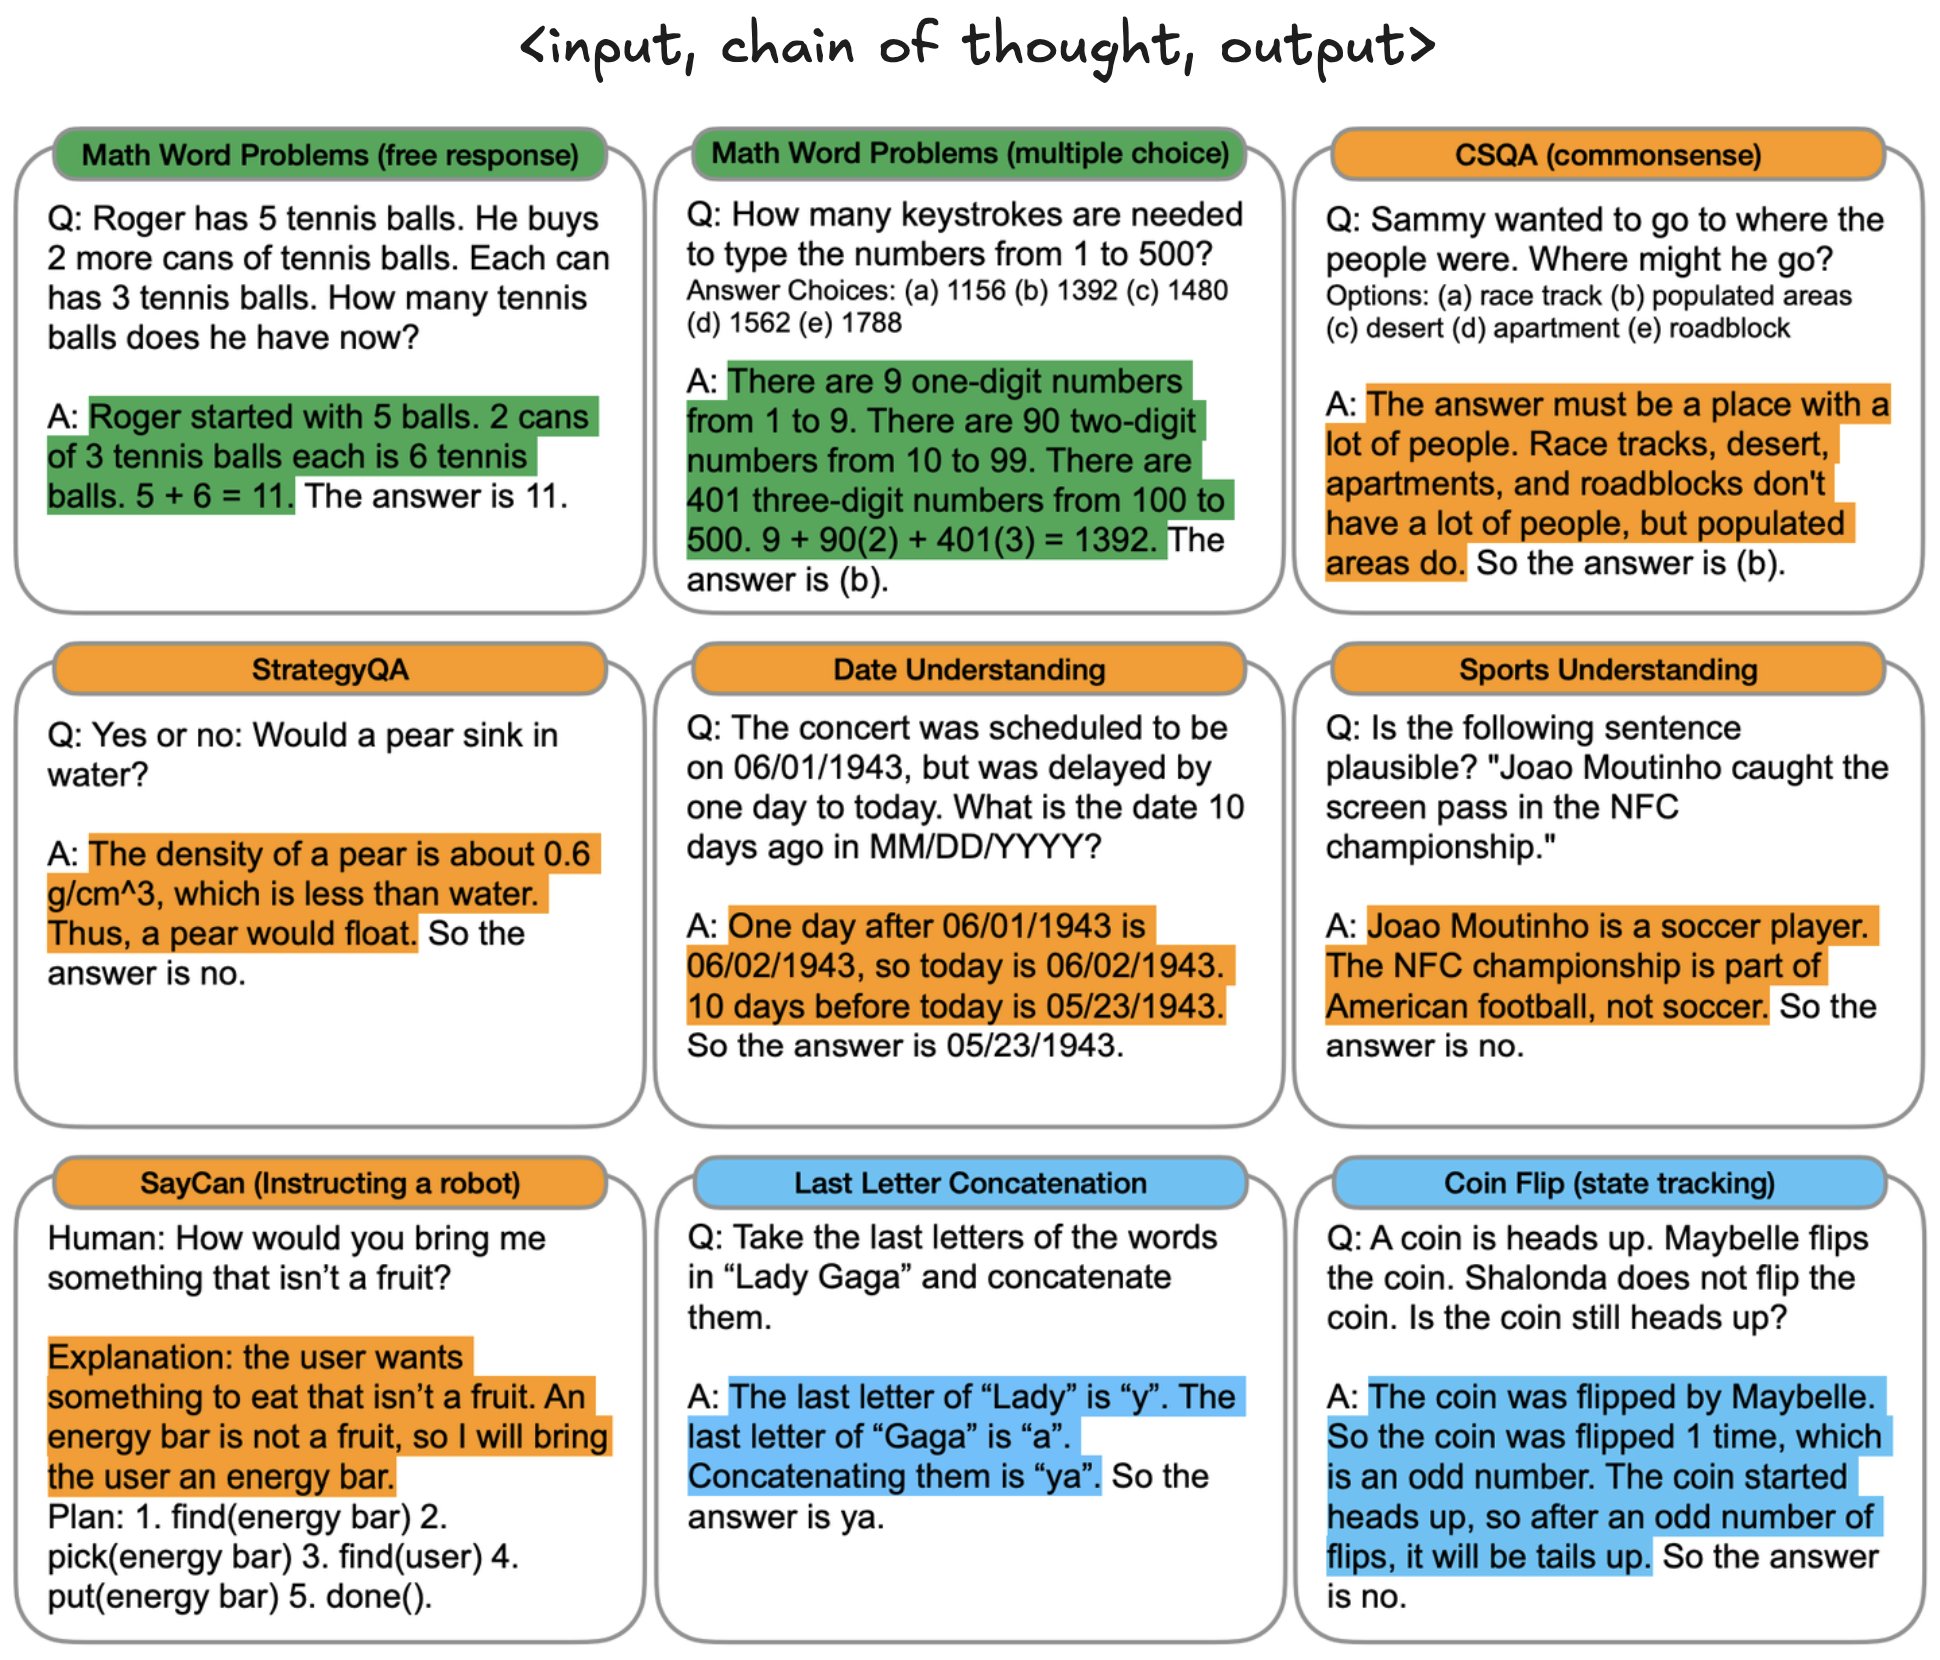 <input, chain of thought, output>
Math Word Problems (free response)
Q: Roger has 5 tennis balls. He buys
2 more cans of tennis balls. Each can
has 3 tennis balls. How many tennis
balls does he have now?
A: Roger started with 5 balls. 2 cans
of 3 tennis balls each is 6 tennis
balls. 5 + 6 = 11. The answer is 11.
Math Word Problems (multiple choice)
Q: How many keystrokes are needed
to type the numbers from 1 to 500?
Answer Choices: (a) 1156 (b) 1392 (c) 1480
(d) 1562 (e) 1788
A: There are 9 one-digit numbers
from 1 to 9. There are 90 two-digit
numbers from 10 to 99. There are
401 three-digit numbers from 100 to
500. 9 + 90(2) + 401(3) = 1392. The
answer is (b).
CSQA (commonsense)
Q: Sammy wanted to go to where the
people were. Where might he go?
Options: (a) race track (b) populated areas
(c) desert (d) apartment (e) roadblock
A: The answer must be a place with a
lot of people. Race tracks, desert,
apartments, and roadblocks don't
have a lot of people, but populated
areas do. So the answer is (b).
StrategyQA
Q: Yes or no: Would a pear sink in
water?
A: The density of a pear is about 0.6
g/cm^3, which is less than water.
Thus, a pear would float. So the
answer is no.
Date Understanding
Q: The concert was scheduled to be
on 06/01/1943, but was delayed by
one day to today. What is the date 10
days ago in MM/DD/YYYY?
A: One day after 06/01/1943 is
06/02/1943, so today is 06/02/1943.
10 days before today is 05/23/1943.
So the answer is 05/23/1943.
Sports Understanding
Q: Is the following sentence
plausible? "Joao Moutinho caught the
screen pass in the NFC
championship."
A: Joao Moutinho is a soccer player.
The NFC championship is part of
American football, not soccer. So the
answer is no.
SayCan (Instructing a robot)
Human: How would you bring me
something that isn’t a fruit?
Explanation: the user wants
something to eat that isn’t a fruit. An
energy bar is not a fruit, so I will bring
the user an energy bar.
Plan: 1. find(energy bar) 2.
pick(energy bar) 3. find(user) 4.
put(energy bar) 5. done().
Last Letter Concatenation
Q: Take the last letters of the words
in “Lady Gaga” and concatenate
them.
A: The last letter of “Lady” is “y”. The
last letter of “Gaga” is “a”.
Concatenating them is “ya”. So the
answer is ya.
Coin Flip (state tracking)
Q: A coin is heads up. Maybelle flips
the coin. Shalonda does not flip the
coin. Is the coin still heads up?
A: The coin was flipped by Maybelle.
So the coin was flipped 1 time, which
is an odd number. The coin started
heads up, so after an odd number of
flips, it will be tails up. So the answer
is no.